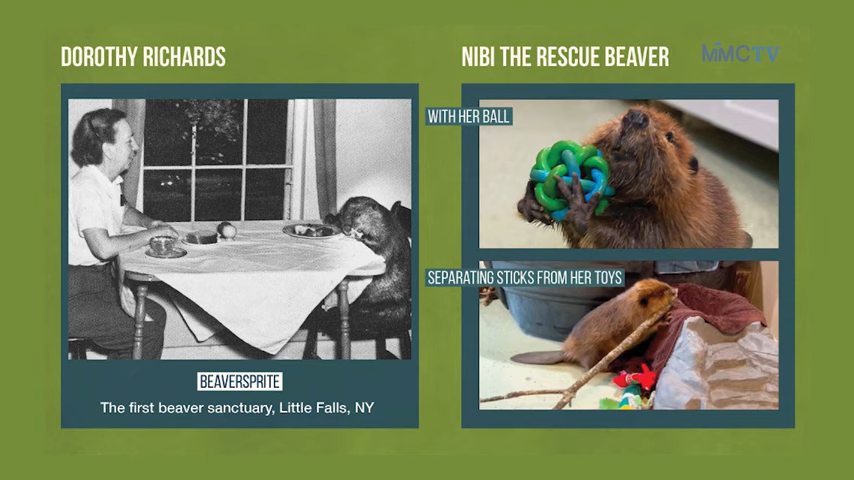 DOROTHY RICHARDS
BEAVERSPRITE
The first beaver sanctuary, Little Falls, NY
NIBI THE RESCUE BEAVER
MMCTV
WITH HER BALL
SEPARATING STICKS FROM HER TOYS